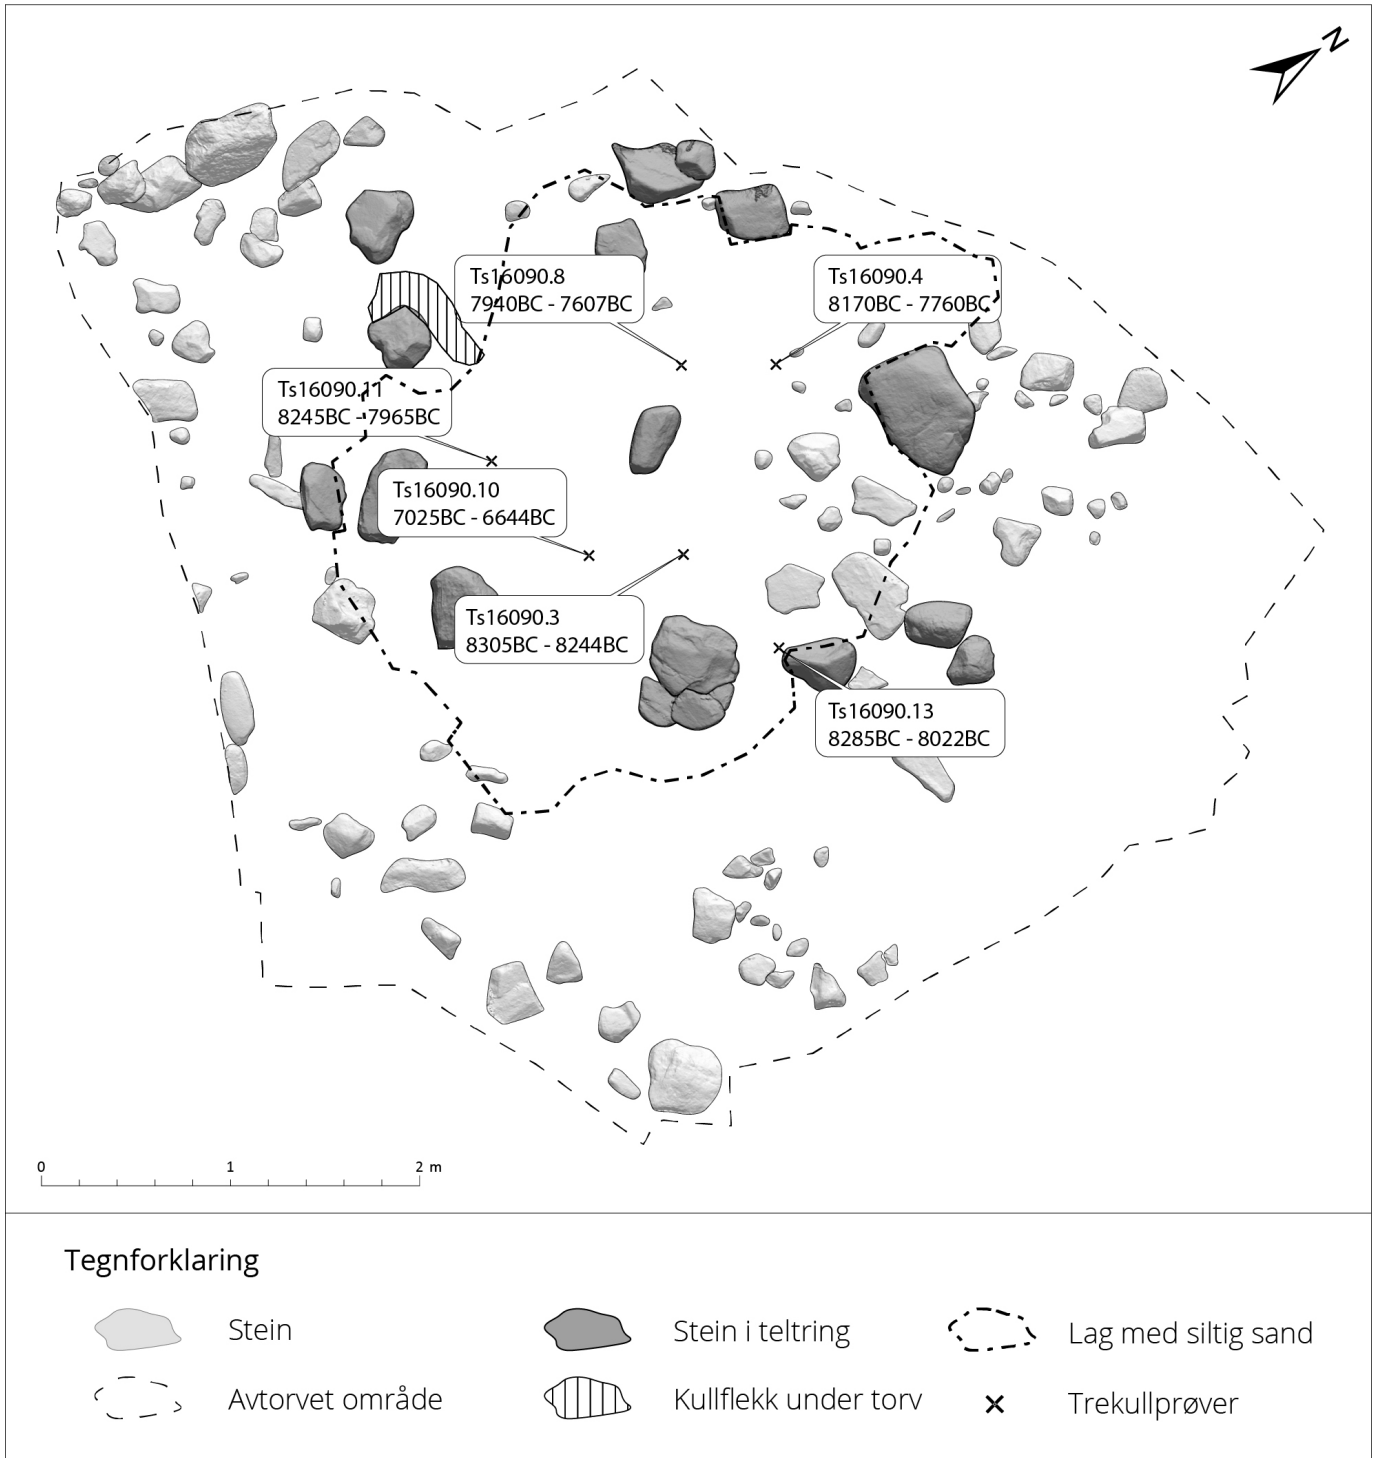 N
Ts16090.8
7940BC - 7607BC
Ts16090.4
8170BC - 7760BC
Ts16090.11
8245BC - 7965BC
Ts16090.10
7025BC - 6644BC
Ts16090.3
8305BC - 8244BC
Ts16090.13
8285BC - 8022BC
0 1 2 m
Tegnforklaring
Stein
Stein i teltring
Lag med siltig sand
Avtorvet område
Kullflekk under torv
Trekullprøver